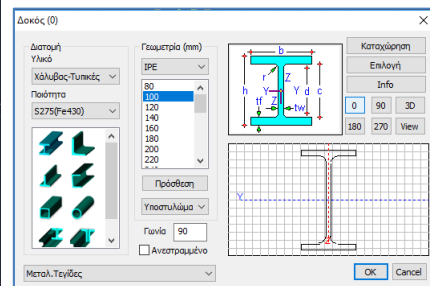 Δοκός (0)
Διατομή
Υλικό
Χάλυβας-Τυπικές
Ποιότητα
S275(Fe430)
Γεωμετρία (mm)
IPE
80
100
120
140
160
180
200
220
Πρόσθεση
Υποστυλώμα
Γωνία 90
Ανεστραμμένο
b
r Z
h Y Y d c
tf Z tw
Καταχώρηση
Επιλογή
Info
0 90 3D
180 270 View
Y
Μεταλ.Τεγίδες
OK Cancel